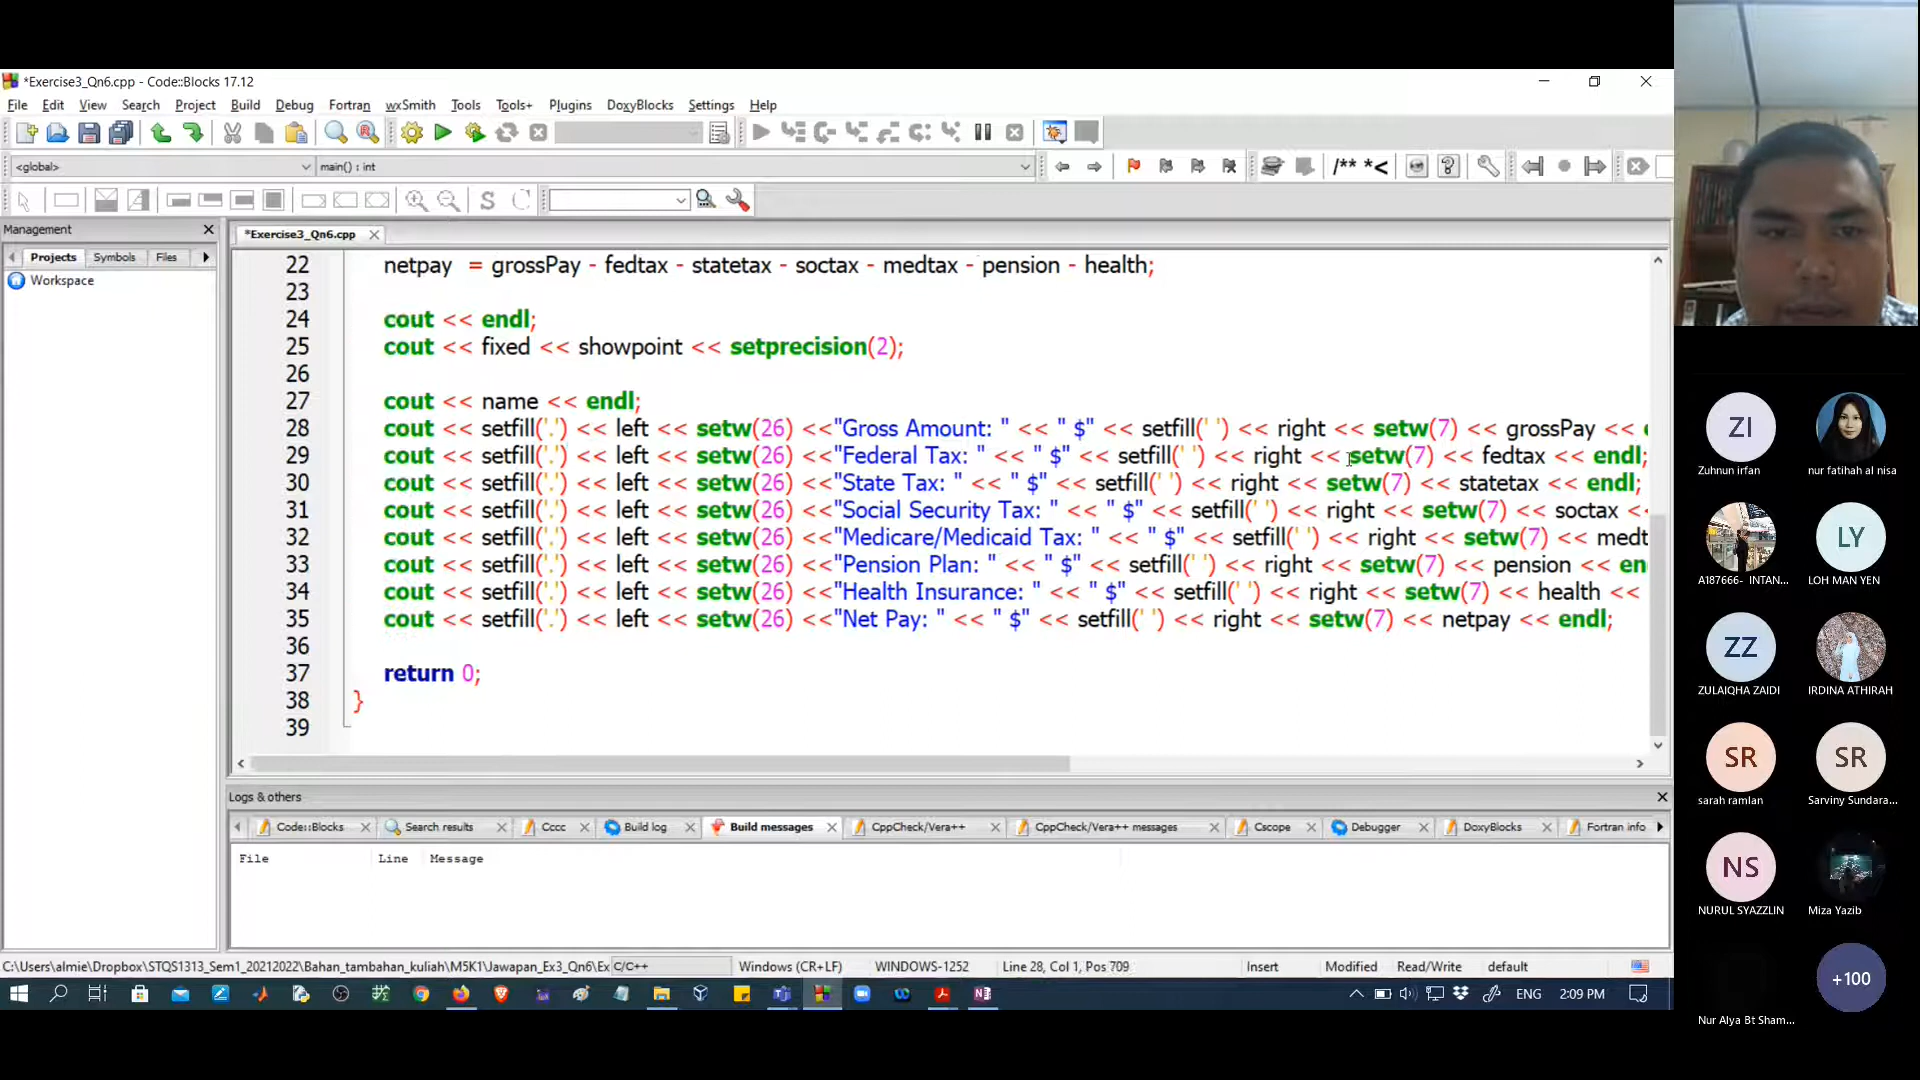 *Exercise3_Qn6.cpp - Code::Blocks 17.12
File Edit View Search Project Build Debug Fortran wxSmith Tools Tools+ Plugins DoxyBlocks Settings Help
<global> main() : int
/** *<
S C
Management
*Exercise3_Qn6.cpp
Projects Symbols Files
Workspace
22 netpay = grossPay - fedtax - statetax - soctax - medtax - pension - health;
23
24 cout << endl;
25 cout << fixed << showpoint << setprecision(2);
26
27 cout << name << endl;
28 cout << setfill('.') << left << setw(26) <<"Gross Amount: " << " $" << setfill(' ') << right << setw(7) << grossPay << e
29 cout << setfill('.') << left << setw(26) <<"Federal Tax: " << " $" << setfill(' ') << right << setw(7) << fedtax << endl;
30 cout << setfill('.') << left << setw(26) <<"State Tax: " << " $" << setfill(' ') << right << setw(7) << statetax << endl;
31 cout << setfill('.') << left << setw(26) <<"Social Security Tax: " << " $" << setfill(' ') << right << setw(7) << soctax <<
32 cout << setfill('.') << left << setw(26) <<"Medicare/Medicaid Tax: " << " $" << setfill(' ') << right << setw(7) << medt
33 cout << setfill('.') << left << setw(26) <<"Pension Plan: " << " $" << setfill(' ') << right << setw(7) << pension << en
34 cout << setfill('.') << left << setw(26) <<"Health Insurance: " << " $" << setfill(' ') << right << setw(7) << health <<
35 cout << setfill('.') << left << setw(26) <<"Net Pay: " << " $" << setfill(' ') << right << setw(7) << netpay << endl;
36
37 return 0;
38 }
39
Logs & others
Code::Blocks Search results Cccc Build log Build messages CppCheck/Vera++ CppCheck/Vera++ messages Cscope Debugger DoxyBlocks Fortran info
File Line Message
C:\Users\almie\Dropbox\STQS1313_Sem1_20212022\Bahan_tambahan_kuliah\M5K1\Jawapan_Ex3_Qn6\Ex C/C++ Windows (CR+LF) WINDOWS-1252 Line 28, Col 1, Pos 709 Insert Modified Read/Write default
ENG 2:09 PM
ZI
Zuhnun irfan
nur fatihah al nisa
A187666- INTAN...
LY
LOH MAN YEN
ZZ
ZULAIQHA ZAIDI
IRDINA ATHIRAH
SR
sarah ramlan
SR
Sarviny Sundara...
NS
NURUL SYAZZLIN
Miza Yazib
+100
Nur Alya Bt Sham...